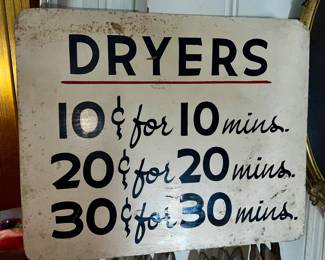 DRYERS
10¢ for 10 mins.
20¢ for 20 mins.
30¢ for 30 mins.